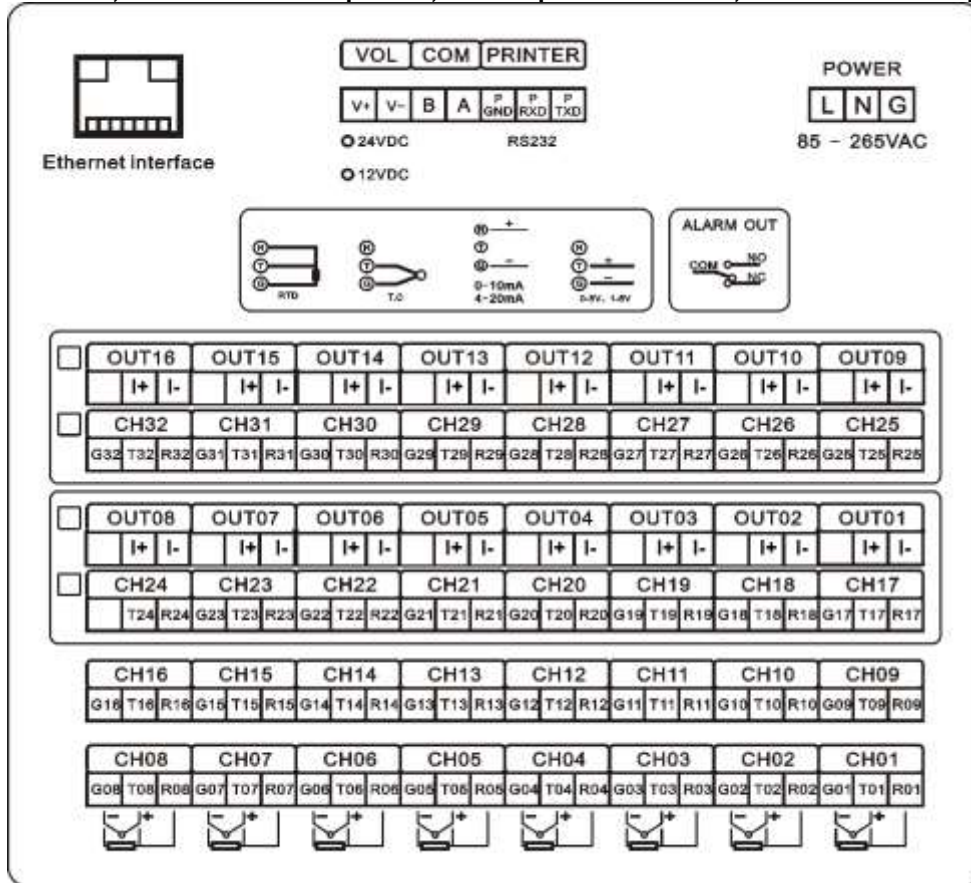 VOL COM PRINTER
POWER
V+ V- B A P GND P RXD P TXD
L N G
24VDC RS232
85 - 265VAC
Ethernet interface
12VDC
ALARM OUT
R + 
R R T R NO
T T G - T + COM
G G 0-10mA G - NC
RTD T.C 4-20mA 0-5V, 1-5V
OUT16 OUT15 OUT14 OUT13 OUT12 OUT11 OUT10 OUT09
I+ I- I+ I- I+ I- I+ I- I+ I- I+ I- I+ I- I+ I-
CH32 CH31 CH30 CH29 CH28 CH27 CH26 CH25
G32 T32 R32 G31 T31 R31 G30 T30 R30 G29 T29 R29 G28 T28 R28 G27 T27 R27 G26 T26 R26 G25 T25 R25
OUT08 OUT07 OUT06 OUT05 OUT04 OUT03 OUT02 OUT01
I+ I- I+ I- I+ I- I+ I- I+ I- I+ I- I+ I- I+ I-
CH24 CH23 CH22 CH21 CH20 CH19 CH18 CH17
T24 R24 G23 T23 R23 G22 T22 R22 G21 T21 R21 G20 T20 R20 G19 T19 R19 G18 T18 R18 G17 T17 R17
CH16 CH15 CH14 CH13 CH12 CH11 CH10 CH09
G16 T16 R16 G15 T15 R15 G14 T14 R14 G13 T13 R13 G12 T12 R12 G11 T11 R11 G10 T10 R10 G09 T09 R09
CH08 CH07 CH06 CH05 CH04 CH03 CH02 CH01
G08 T08 R08 G07 T07 R07 G06 T06 R06 G05 T05 R05 G04 T04 R04 G03 T03 R03 G02 T02 R02 G01 T01 R01
- + - + - + - + - + - + - + - +